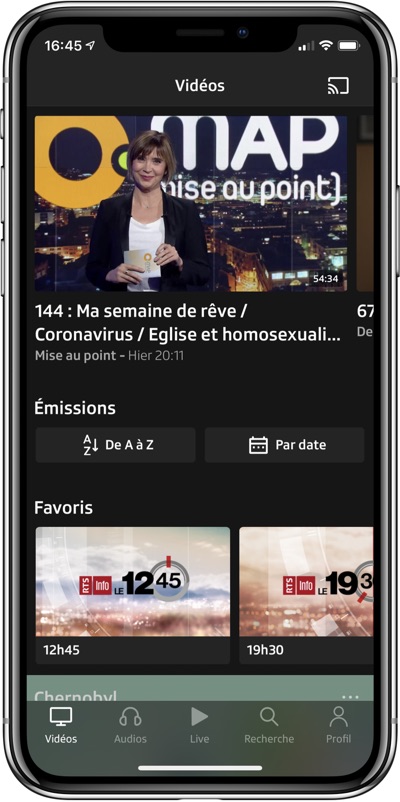 16:45
Vidéos
MAP
mise au point)
54:34
144 : Ma semaine de rêve /
Coronavirus / Eglise et homosexuali...
Mise au point - Hier 20:11
67
De
Émissions
A Z De A à Z
Par date
Favoris
RTS Info LE 12 45
RTS Info LE 19 3
12h45
19h30
Chernobyl
Vidéos
Audios
Live
Recherche
Profil